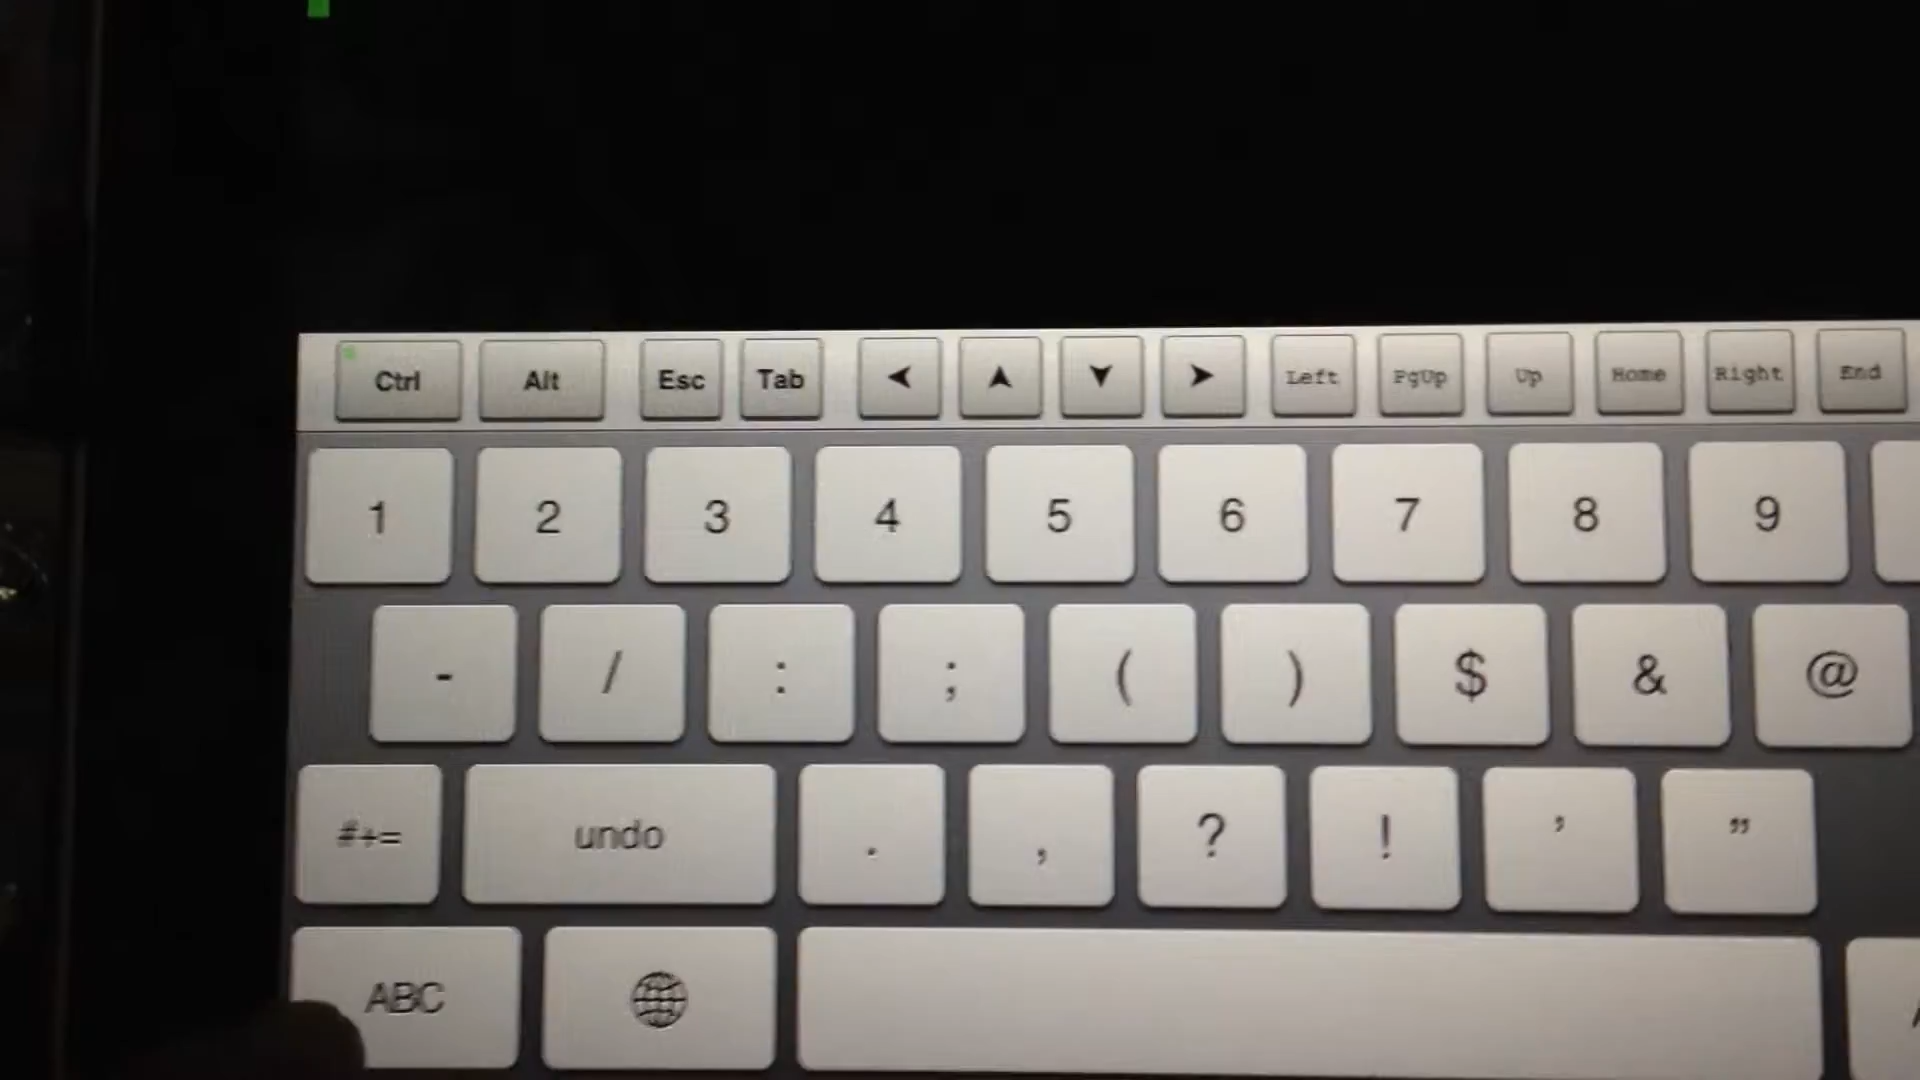 Ctrl Alt Esc Tab Left PgUp Up Home Right End
1 2 3 4 5 6 7 8 9
- / : ; ( ) $ & @
#+= undo . , ? ! ' "
ABC